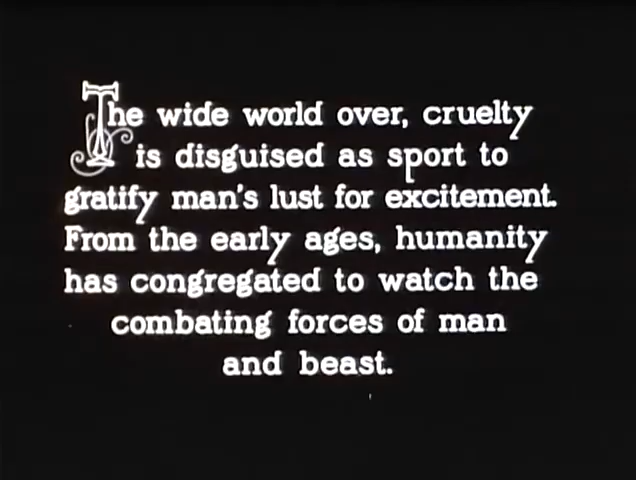 The wide world over, cruelty
is disguised as sport to
gratify man's lust for excitement.
From the early ages, humanity
has congregated to watch the
combating forces of man
and beast.